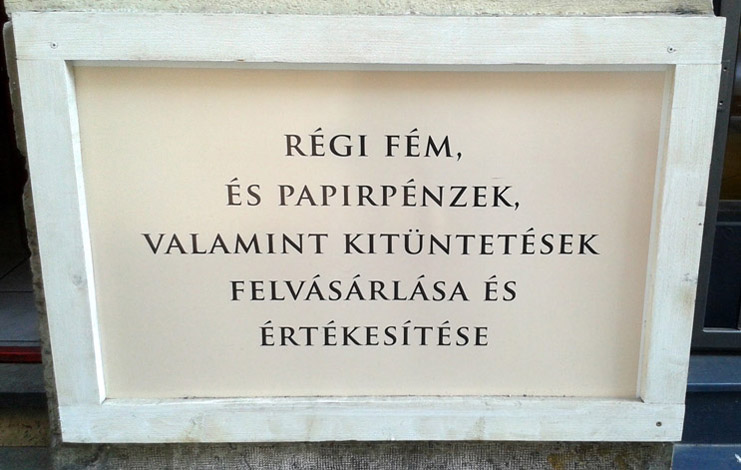 RÉGI FÉM,
ÉS PAPIRPÉNZEK,
VALAMINT KITÜNTETÉSEK
FELVÁSÁRLÁSA ÉS
ÉRTÉKESÍTÉSE